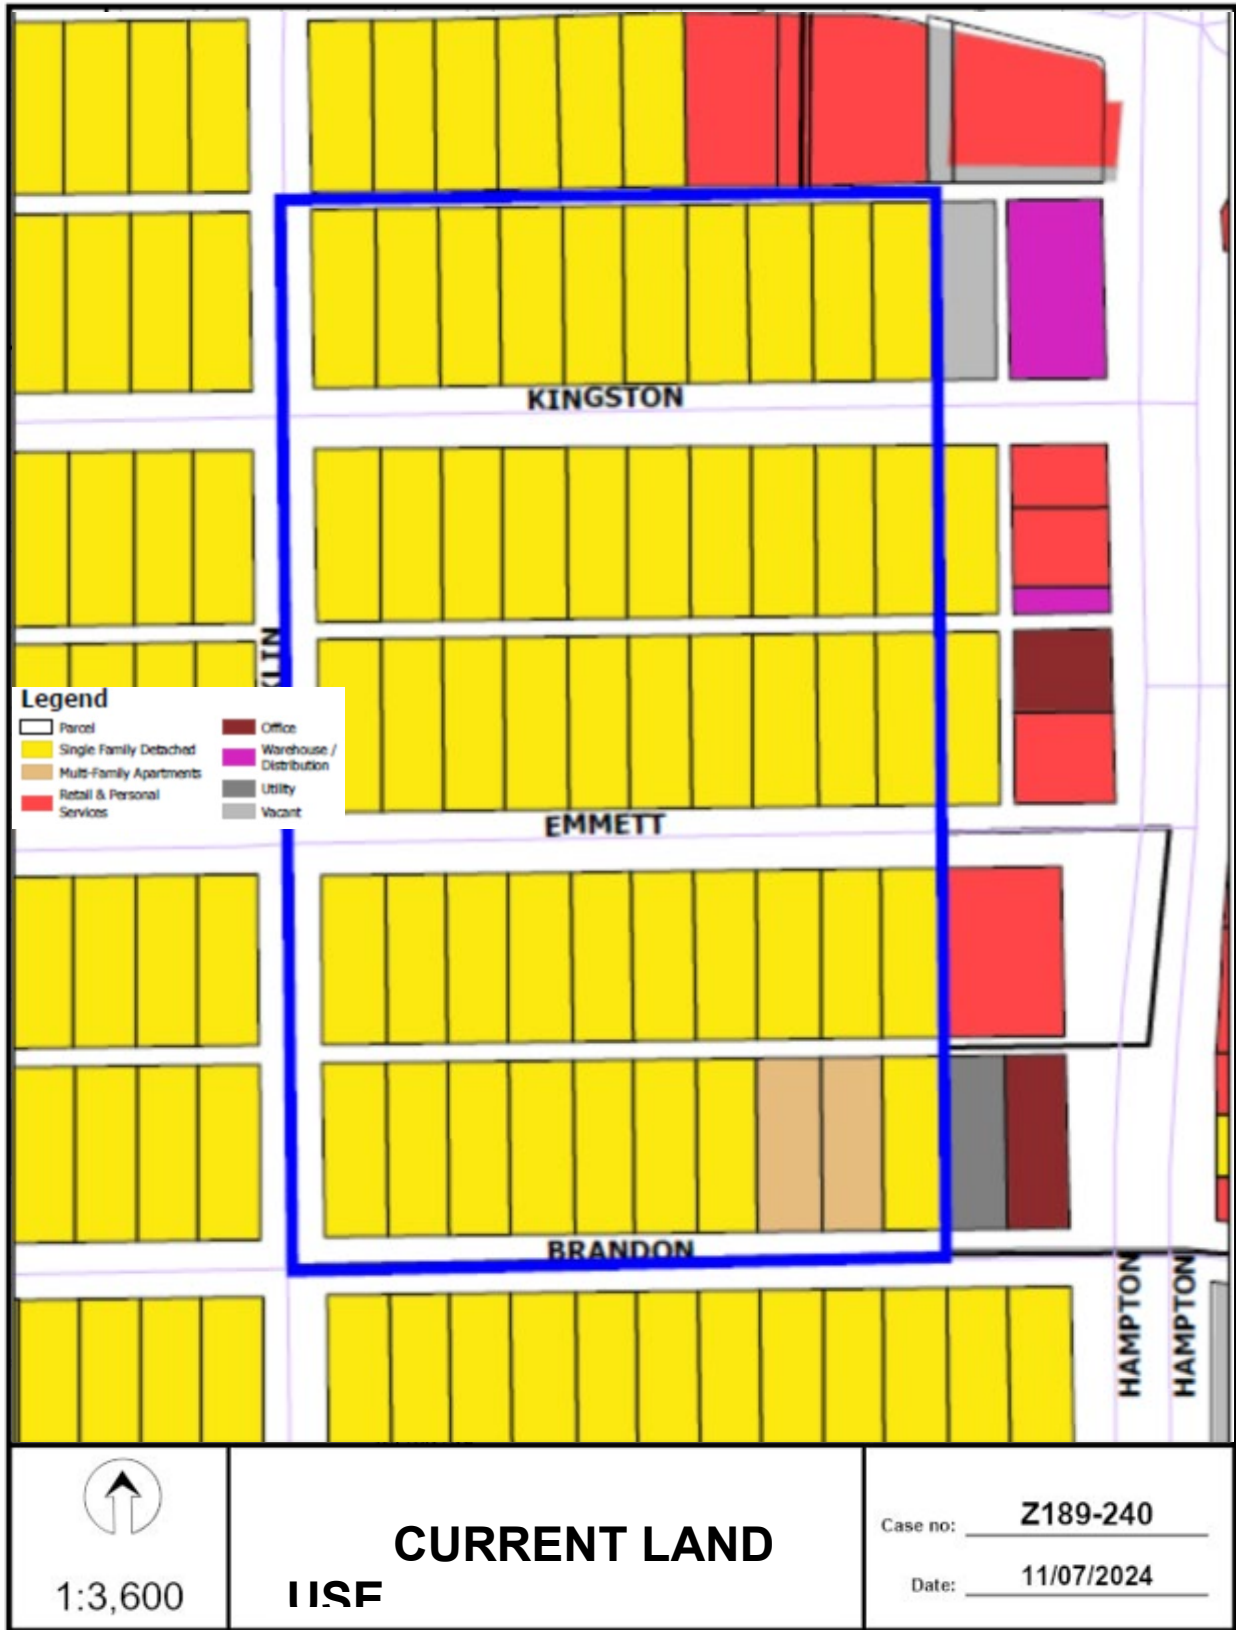 KINGSTON
KLIN
Legend
Parcel
Single Family Detached
Multi-Family Apartments
Retail & Personal
Services
Office
Warehouse /
Distribution
Utility
Vacant
EMMETT
BRANDON
HAMPTON
HAMPTON
1:3,600
CURRENT LAND
USE
Case no: Z189-240
Date: 11/07/2024